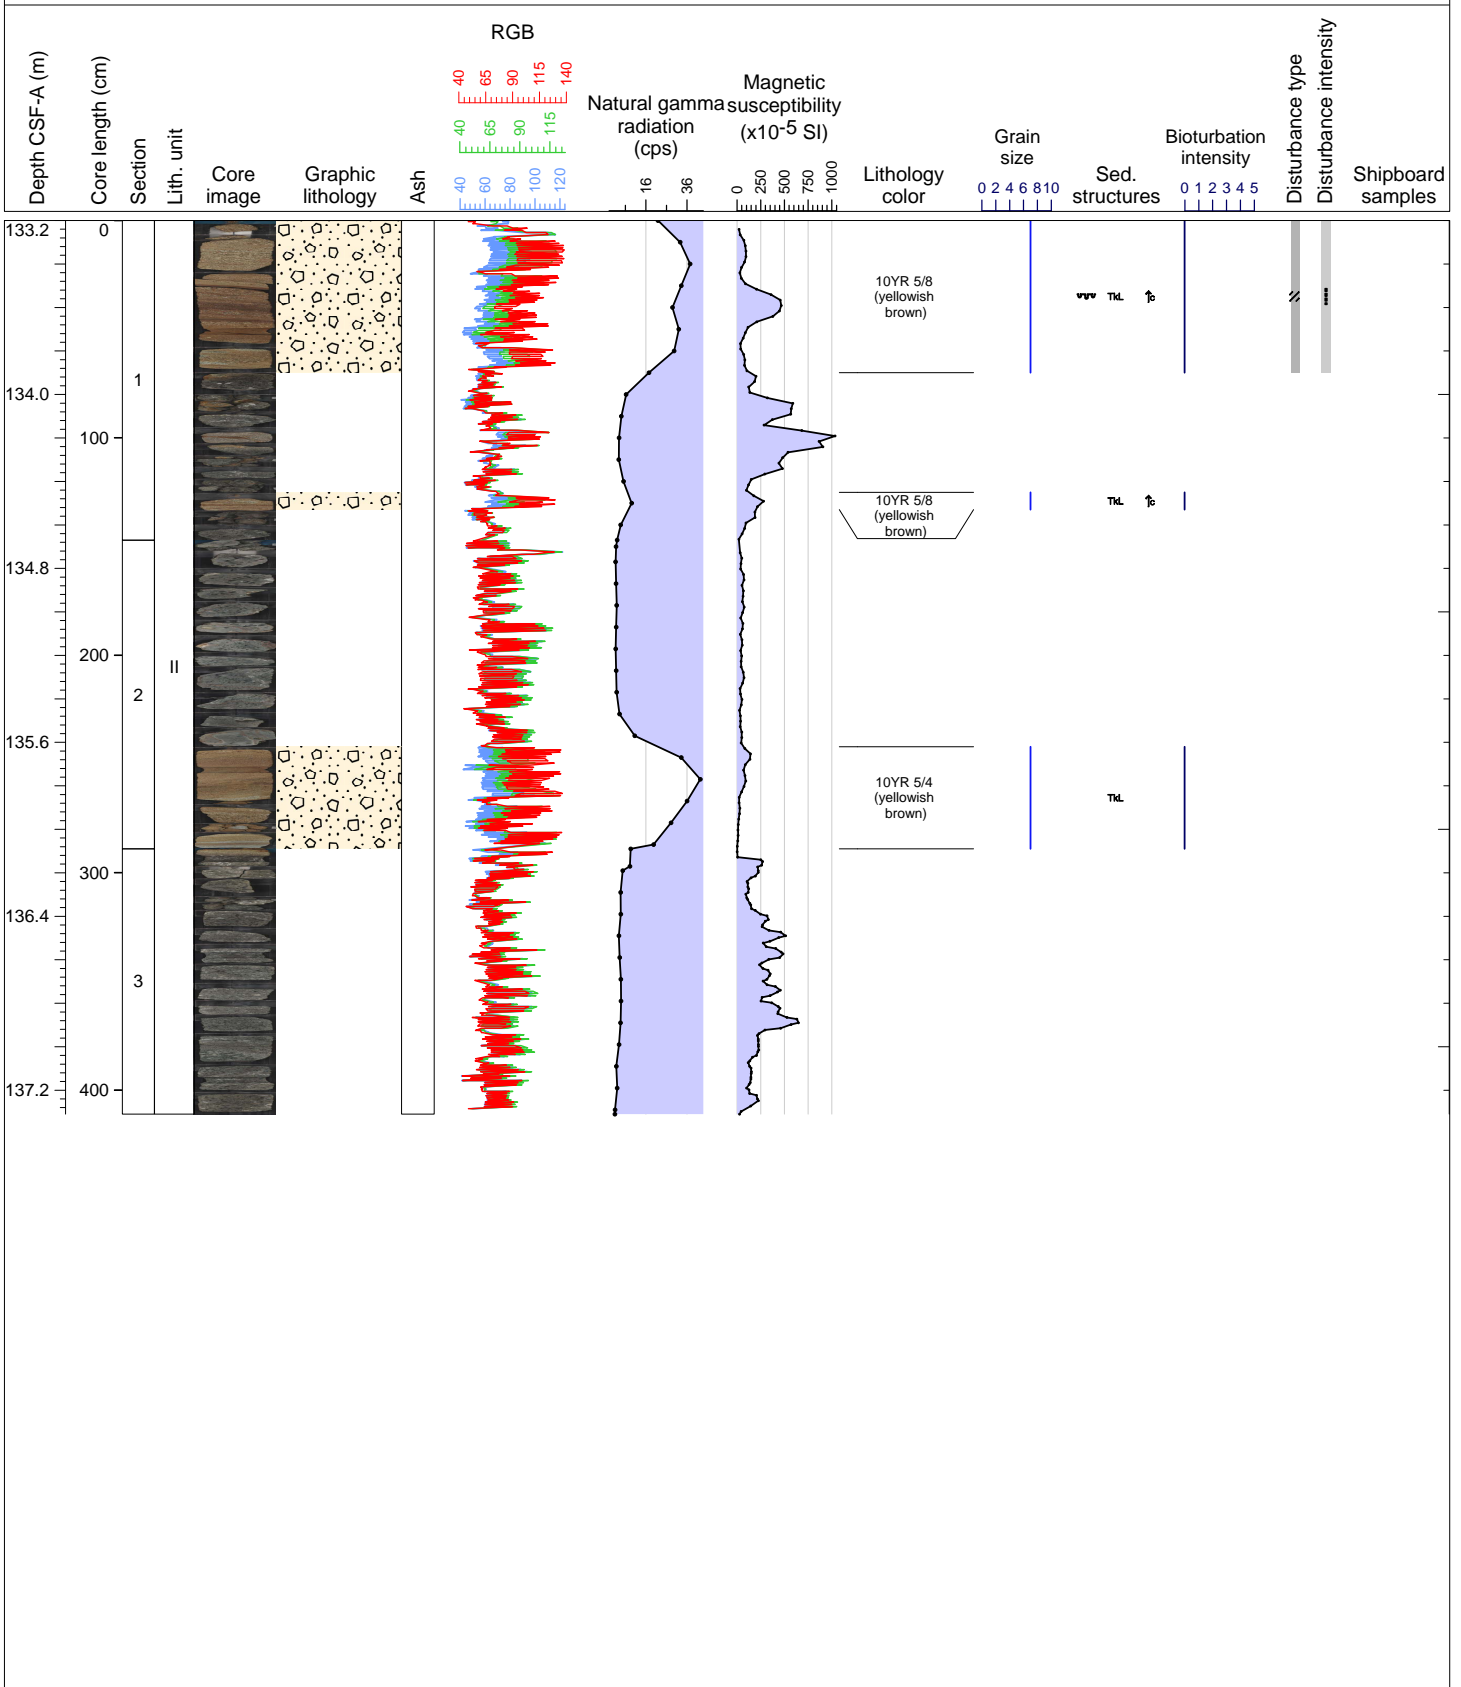 RGB
40 65 90 115 140
40 65 90 115
40 60 80 100 120
Depth CSF-A (m)
Core length (cm)
Section
Lith. unit
Core
image
Graphic
lithology
Ash
Natural gamma
radiation
(cps)
16 36
Magnetic
susceptibility
(x10-5 SI)
0 250 500 750 1000
Lithology
color
Grain
size
0 2 4 6 8 10
Sed.
structures
Bioturbation
intensity
0 1 2 3 4 5
Disturbance type
Disturbance intensity
Shipboard
samples
133.2
134.0
134.8
135.6
136.4
137.2
0
100
200
300
400
1
2
3
II
10YR 5/8
(yellowish
brown)
TkL
c
10YR 5/8
(yellowish
brown)
TkL
c
10YR 5/4
(yellowish
brown)
TkL